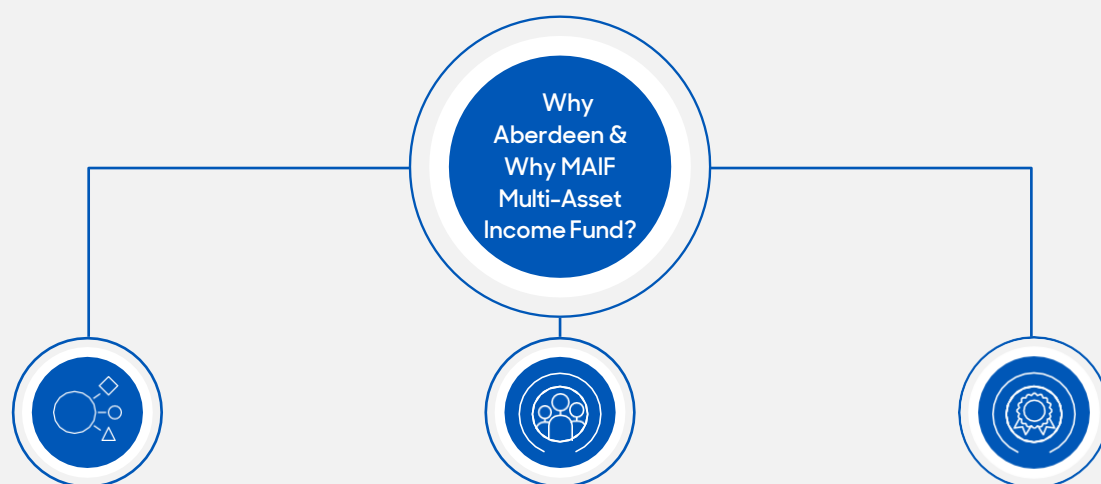 Why
Aberdeen &
Why MAIF
Multi-Asset
Income Fund?